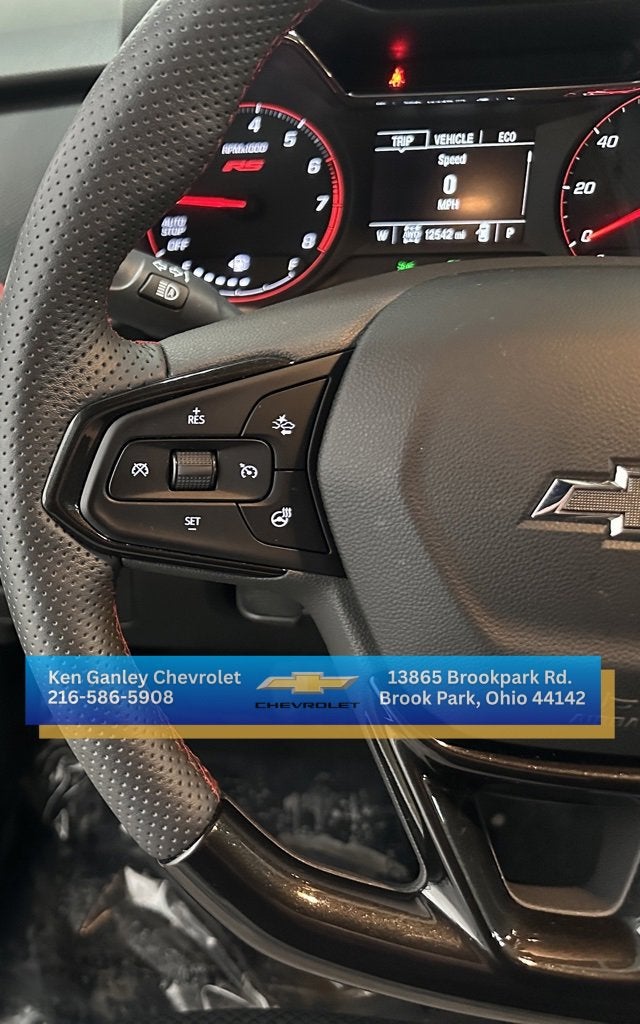 4
5
6
7
8
RPMx1000
RS
AUTO
STOP
OFF
TRIP VEHICLE ECO
Speed
0
MPH
W AWD 12542 mi P
40
20
0
+
RES
SET
-
Ken Ganley Chevrolet
216-586-5908
CHEVROLET
13865 Brookpark Rd.
Brook Park, Ohio 44142